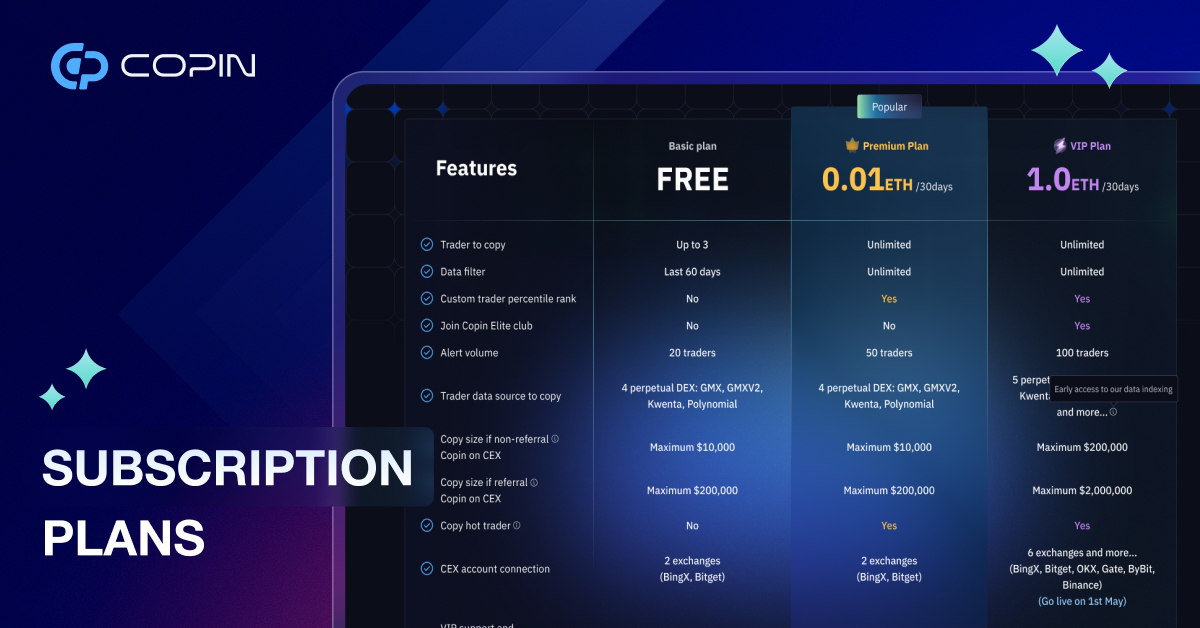 COPIN
SUBSCRIPTION
PLANS
Popular
Features
Basic plan
FREE
Premium Plan
0.01ETH /30days
VIP Plan
1.0ETH /30days
Trader to copy Up to 3 Unlimited Unlimited
Data filter Last 60 days Unlimited Unlimited
Custom trader percentile rank No Yes Yes
Join Copin Elite club No No Yes
Alert volume 20 traders 50 traders 100 traders
Trader data source to copy
4 perpetual DEX: GMX, GMXV2,
Kwenta, Polynomial
4 perpetual DEX: GMX, GMXV2,
Kwenta, Polynomial
5
and more...
Early access to our data indexing
Copy size if non-referral
Copin on CEX
Maximum $10,000 Maximum $10,000 Maximum $200,000
Copy size if referral
Copin on CEX
Maximum $200,000 Maximum $200,000 Maximum $2,000,000
Copy hot trader No Yes Yes
CEX account connection
2 exchanges
(BingX, Bitget)
2 exchanges
(BingX, Bitget)
6 exchanges and more...
(BingX, Bitget, OKX, Gate, ByBit,
Binance)
(Go live on 1st May)
VIP support and